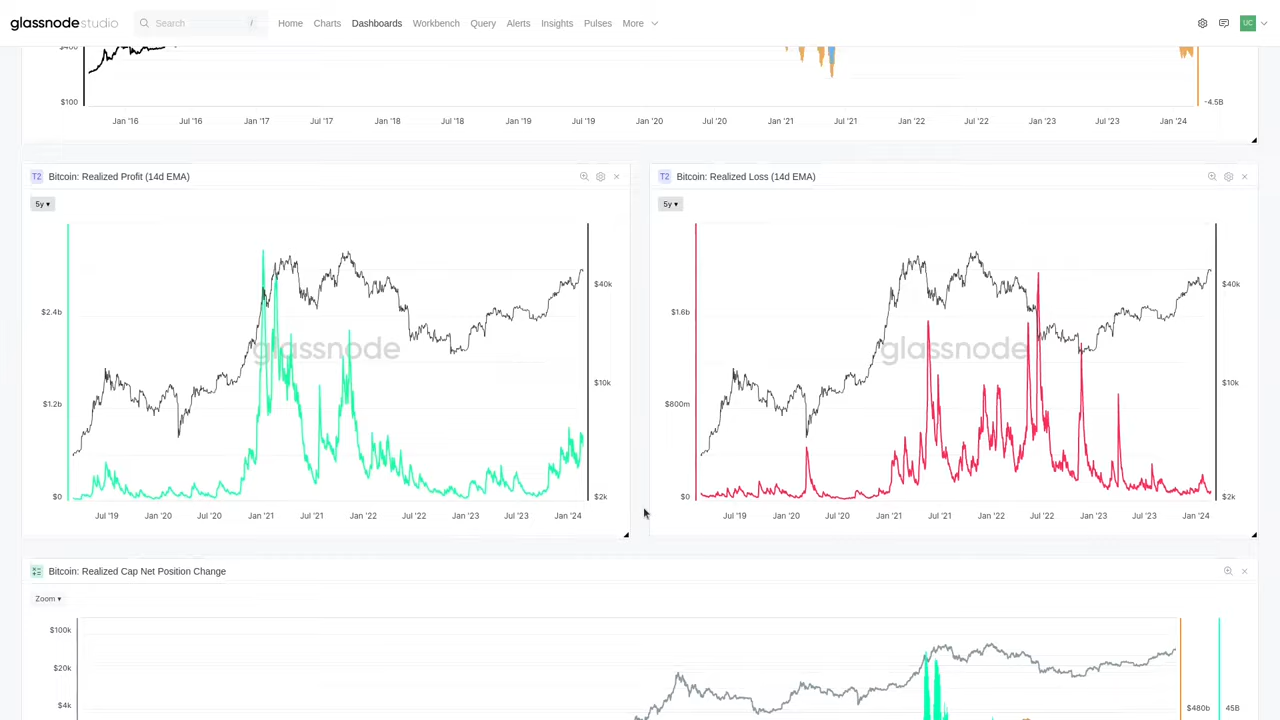 glassnodestudio
Search /
Home Charts Dashboards Workbench Query Alerts Insights Pulses More
UC
$400
$100
-4.5B
Jan '16 Jul '16 Jan '17 Jul '17 Jan '18 Jul '18 Jan '19 Jul '19 Jan '20 Jul '20 Jan '21 Jul '21 Jan '22 Jul '22 Jan '23 Jul '23 Jan '24
T2 Bitcoin: Realized Profit (14d EMA)
5y ▾
$2.4b
$1.2b
$0
$40k
$10k
$2k
glassnode
Jul '19 Jan '20 Jul '20 Jan '21 Jul '21 Jan '22 Jul '22 Jan '23 Jul '23 Jan '24
T2 Bitcoin: Realized Loss (14d EMA)
5y ▾
$1.6b
$800m
$0
$40k
$10k
$2k
glassnode
Jul '19 Jan '20 Jul '20 Jan '21 Jul '21 Jan '22 Jul '22 Jan '23 Jul '23 Jan '24
Bitcoin: Realized Cap Net Position Change
Zoom ▾
$100k
$20k
$4k
$480b 45B